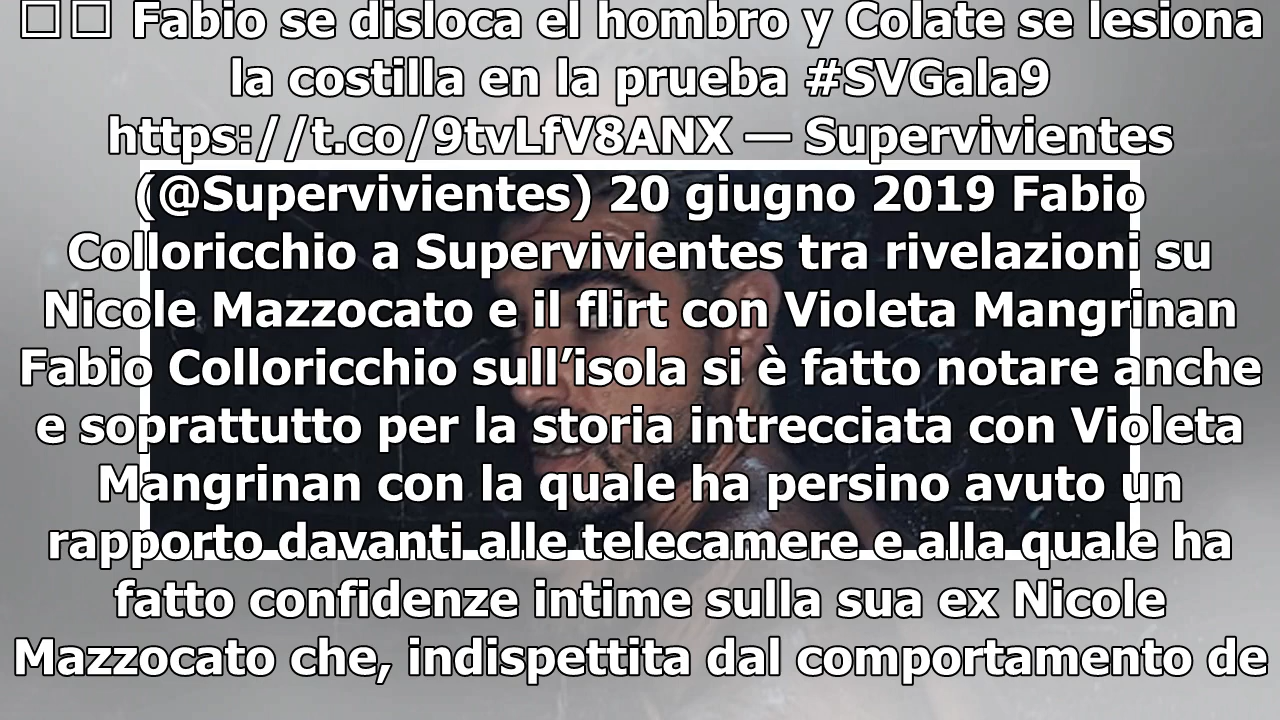 Fabio se disloca el hombro y Colate se lesiona
la costilla en la prueba #SVGala9
https://t.co/9tvLfV8ANX — Supervivientes
(@Supervivientes) 20 giugno 2019 Fabio
Colloricchio a Supervivientes tra rivelazioni su
Nicole Mazzocato e il flirt con Violeta Mangrinan
Fabio Colloricchio sull’isola si è fatto notare anche
e soprattutto per la storia intrecciata con Violeta
Mangrinan con la quale ha persino avuto un
rapporto davanti alle telecamere e alla quale ha
fatto confidenze intime sulla sua ex Nicole
Mazzocato che, indispettita dal comportamento de